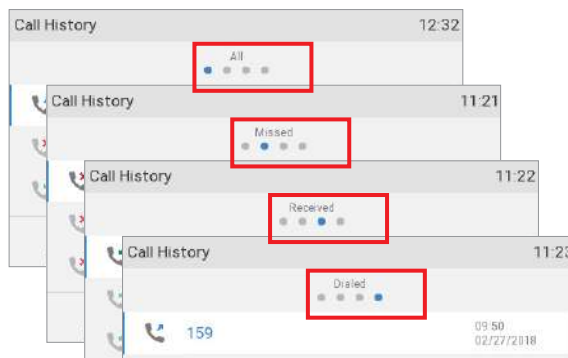 Call History 12:32
All
Call History 11:21
Missed
Call History 11:22
Received
Call History 11:23
Dialed
159 09:50
02/27/2018